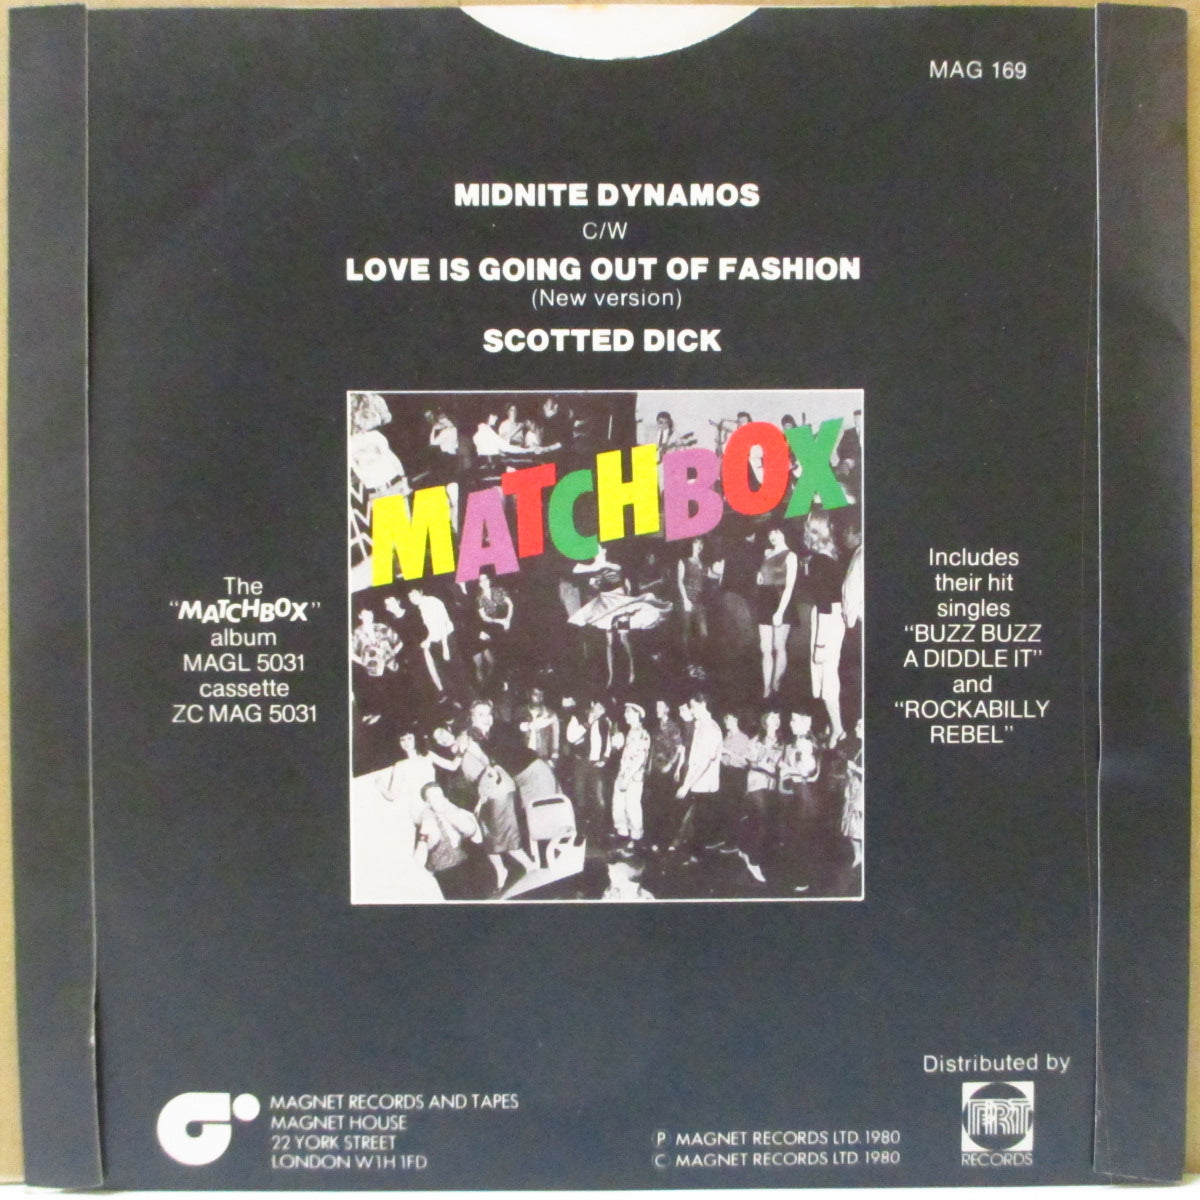 MAG 169
MIDNITE DYNAMOS
C/W
LOVE IS GOING OUT OF FASHION
(New version)
SCOTTED DICK
MATCHBOX
The
"MATCHBOX"
album
MAGL 5031
cassette
ZC MAG 5031
Includes
their hit
singles
"BUZZ BUZZ
A DIDDLE IT"
and
"ROCKABILLY
REBEL"
MAGNET RECORDS AND TAPES
MAGNET HOUSE
22 YORK STREET
LONDON W1H 1FD
Ⓟ MAGNET RECORDS LTD. 1980
© MAGNET RECORDS LTD 1980
Distributed by
RECORDS